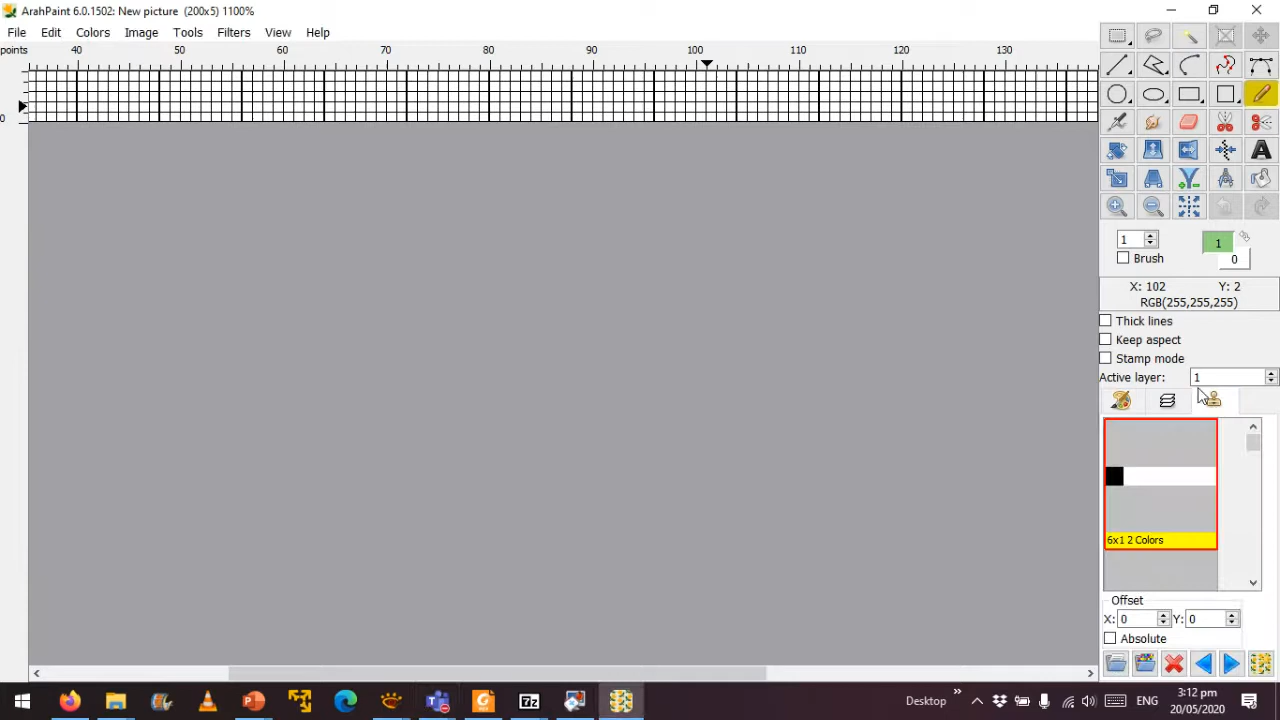 ArahPaint 6.0.1502: New picture (200x5) 1100%
File Edit Colors Image Tools Filters View Help
points 40 50 60 70 80 90 100 110 120 130
0
1 1
Brush 0
X: 102 Y: 2
RGB(255,255,255)
Thick lines
Keep aspect
Stamp mode
Active layer: 1
6x1 2 Colors
Offset
X: 0 Y: 0
Absolute
7z Desktop » ENG 3:12 pm
20/05/2020